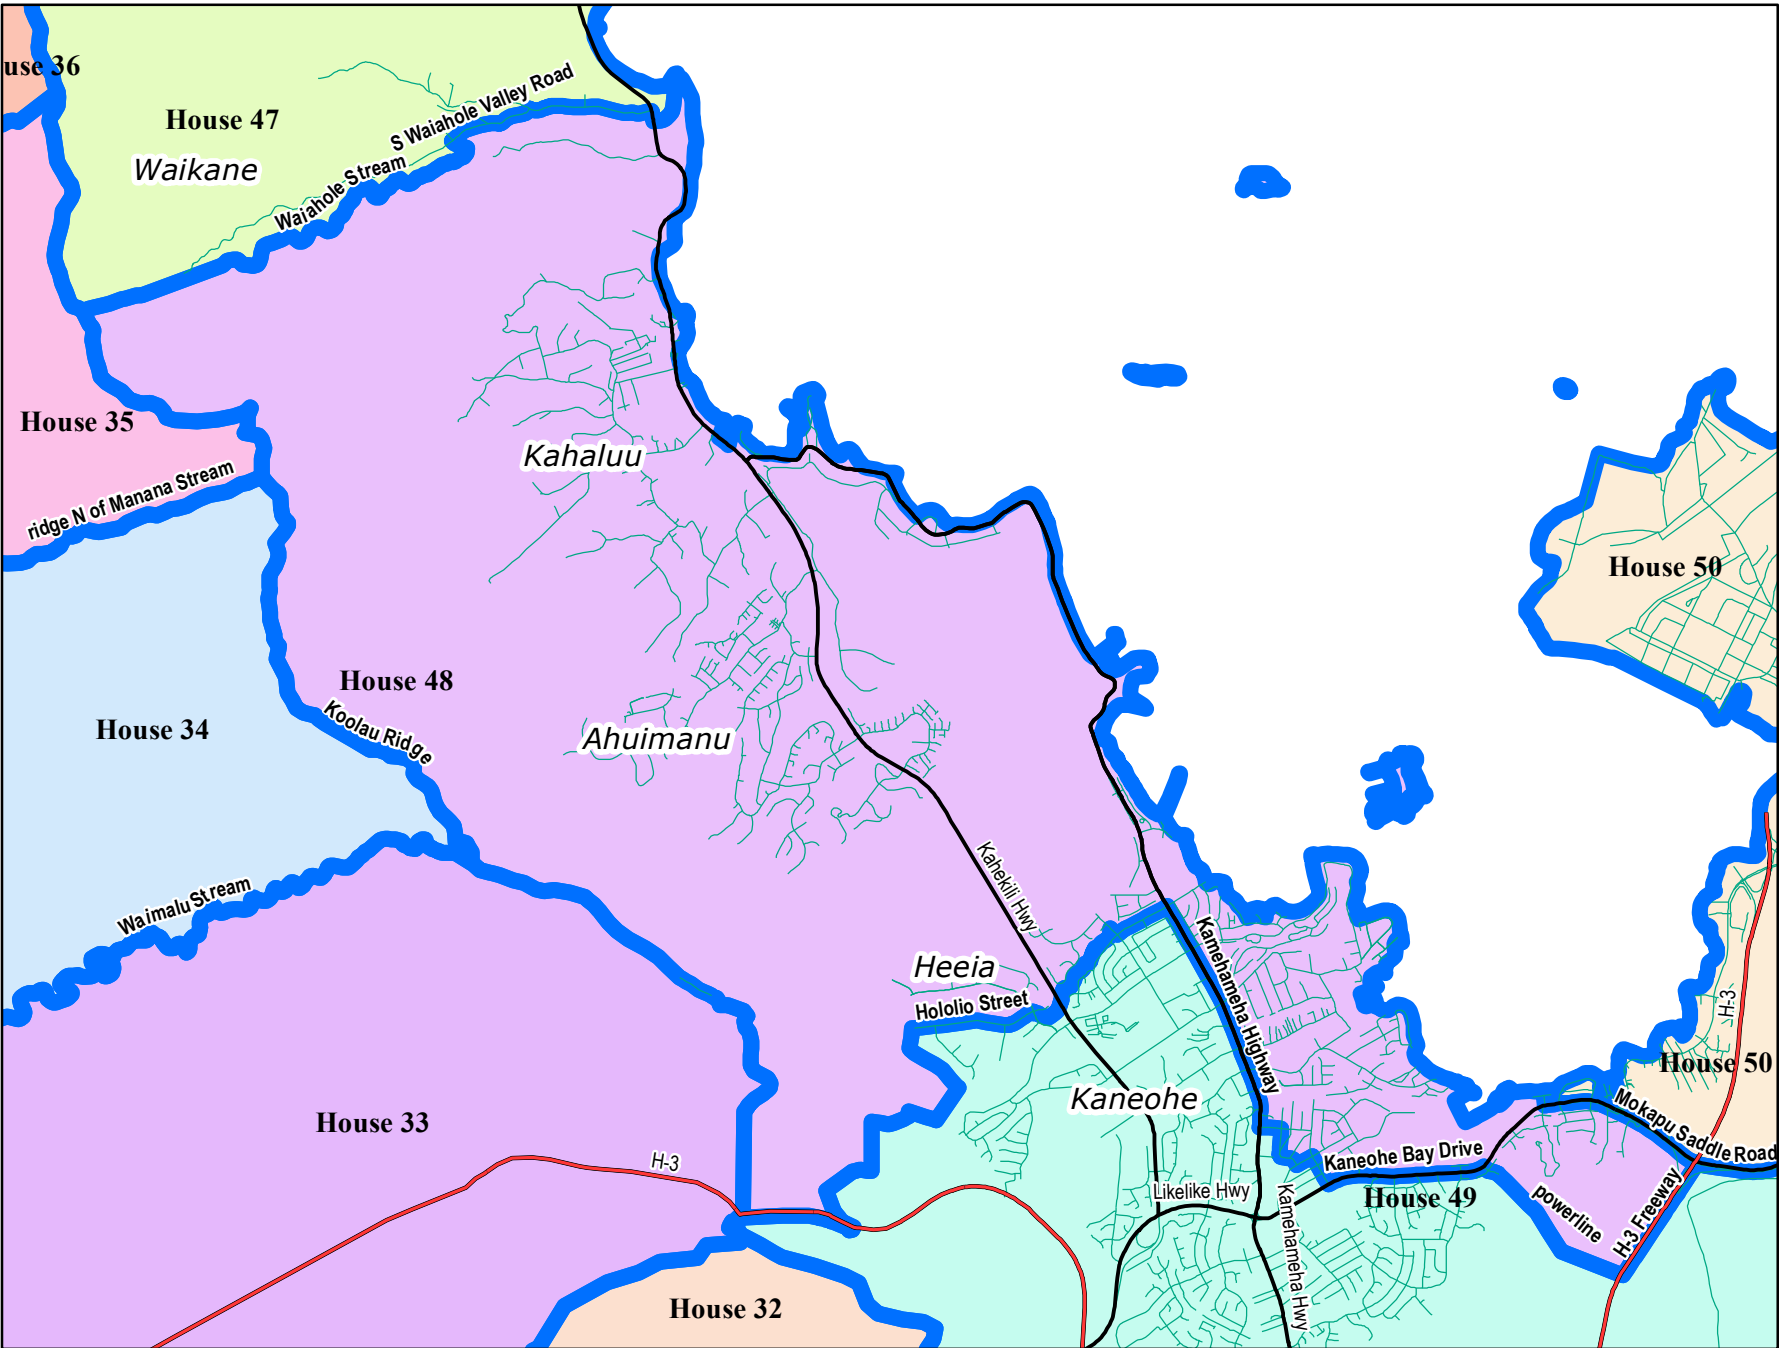 use 36
House 47
S Waiahole Valley Road
Waikane
Waiahole Stream
House 35
Kahaluu
ridge N of Manana Stream
House 50
House 48
House 34
Koolau Ridge
Ahuimanu
Kahekili Hwy
Waimalu Stream
Kamehameha Highway
Heeia
Hololio Street
H-3
House 50
Kaneohe
House 33
Mokapu Saddle Road
Kaneohe Bay Drive
H-3
Likelike Hwy
House 49
powerline
H-3 Freeway
Kamehameha Hwy
House 32